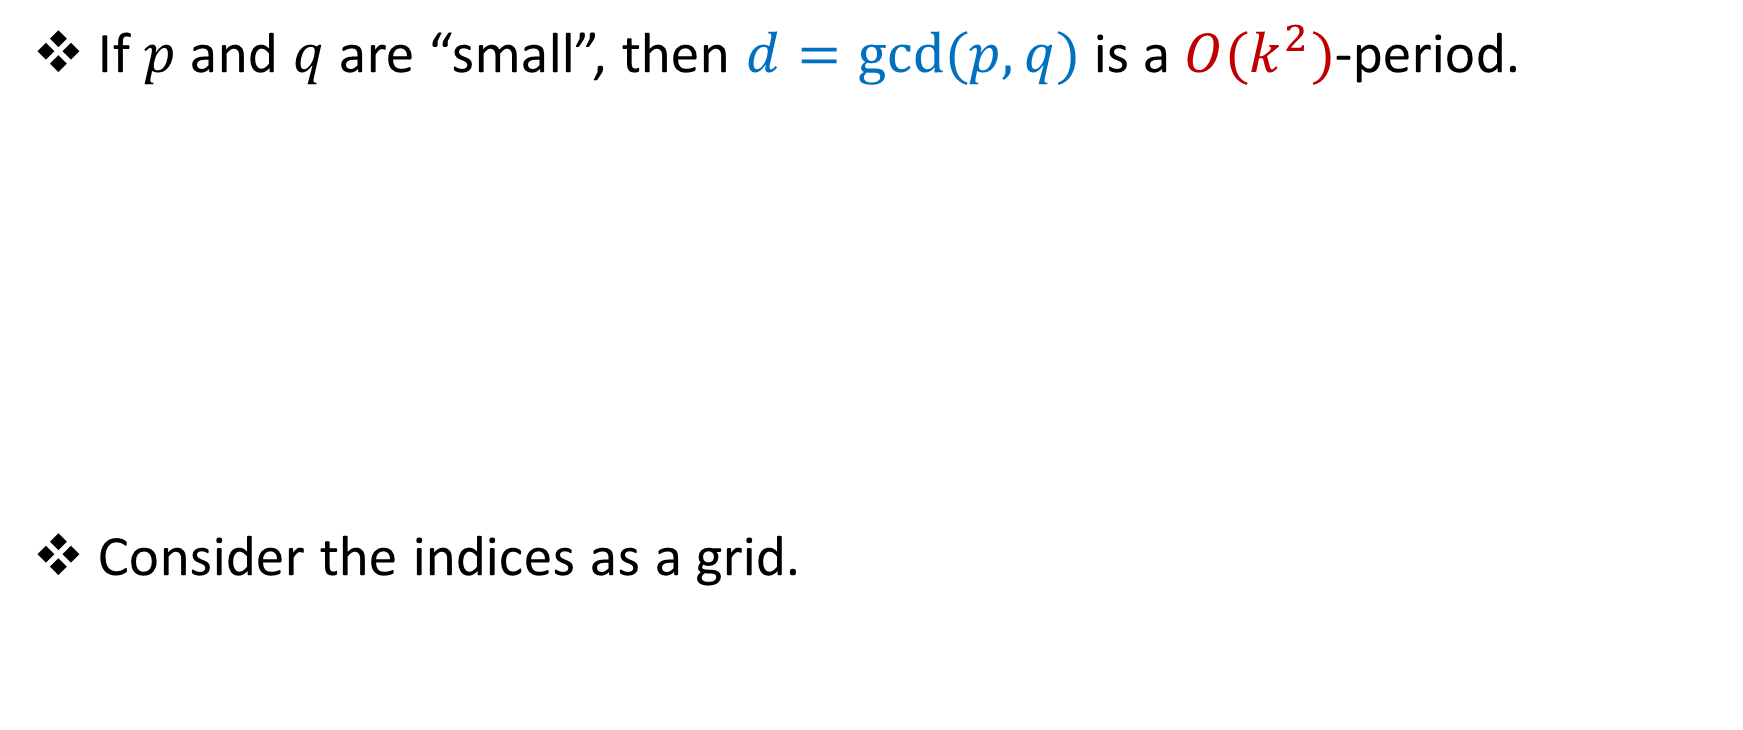 ❖ If p and q are “small”, then d = gcd(p, q) is a O(k²)-period.
❖ Consider the indices as a grid.